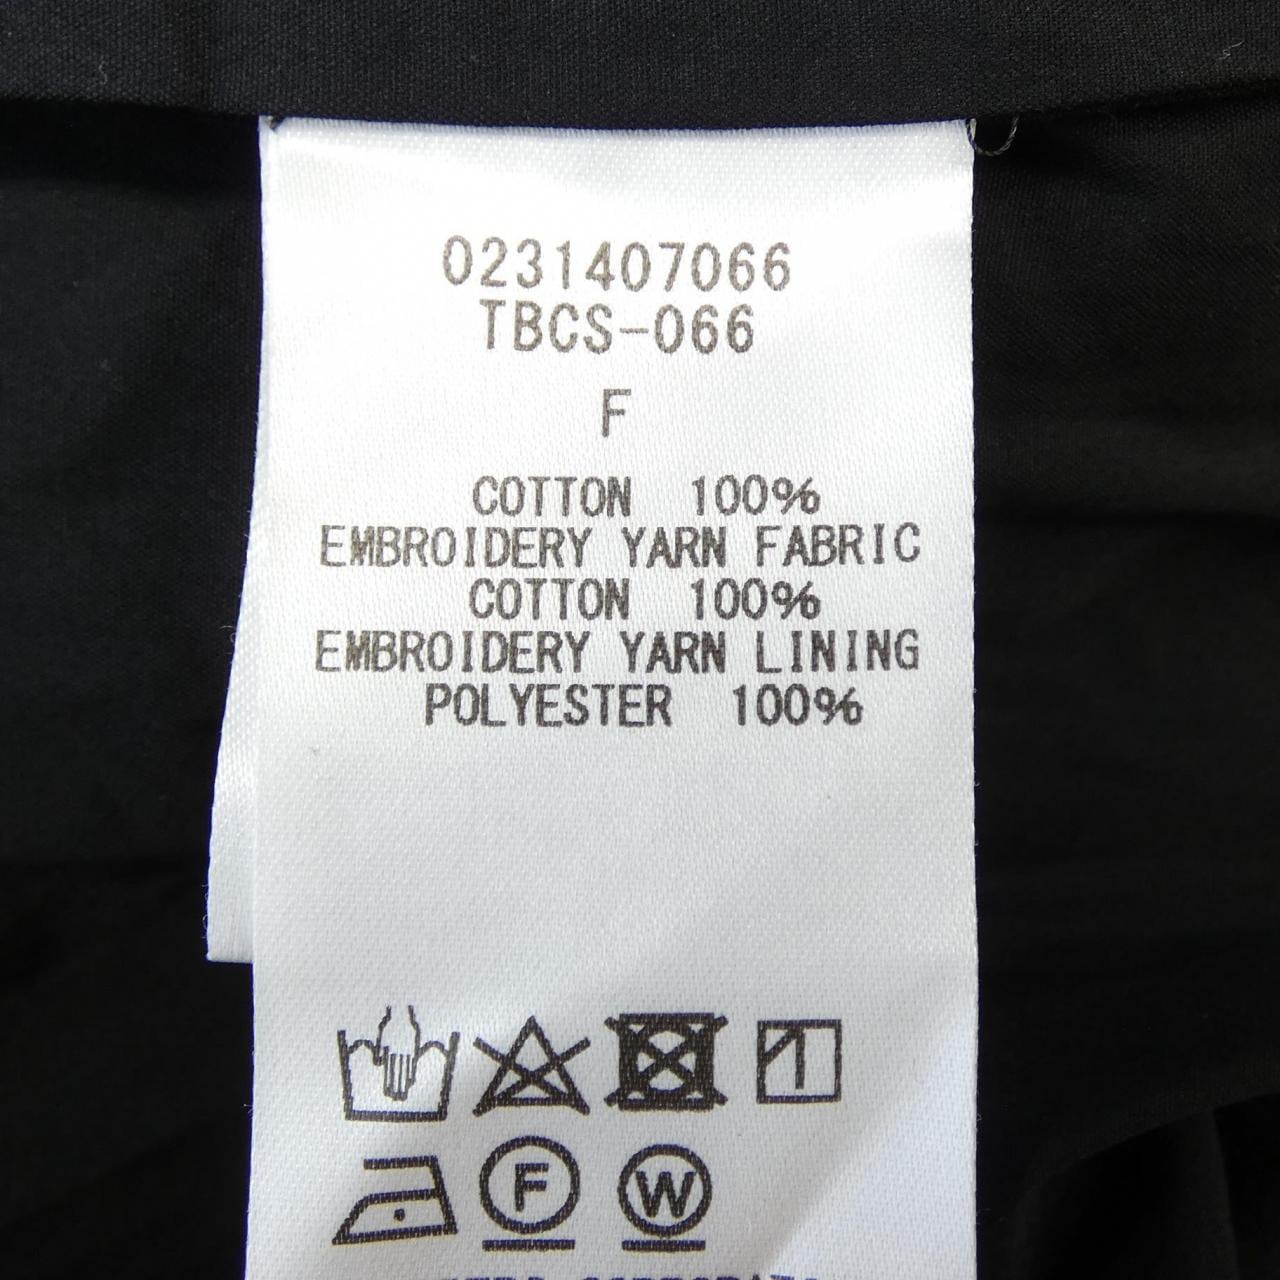 0231407066
TBCS-066
F
COTTON 100%
EMBROIDERY YARN FABRIC
COTTON 100%
EMBROIDERY YARN LINING
POLYESTER 100%
F W